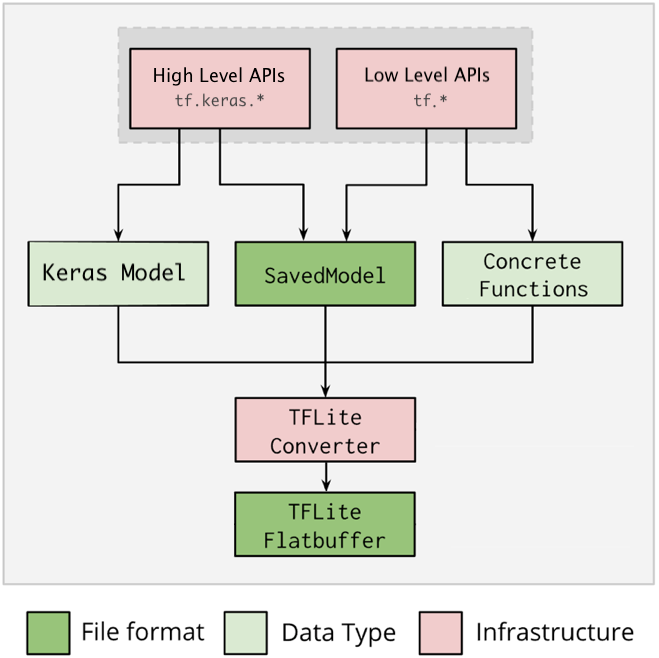 High Level APIs
tf.keras.*
Low Level APIs
tf.*
Keras Model
SavedModel
Concrete
Functions
TFLite
Converter
TFLite
Flatbuffer
File format
Data Type
Infrastructure